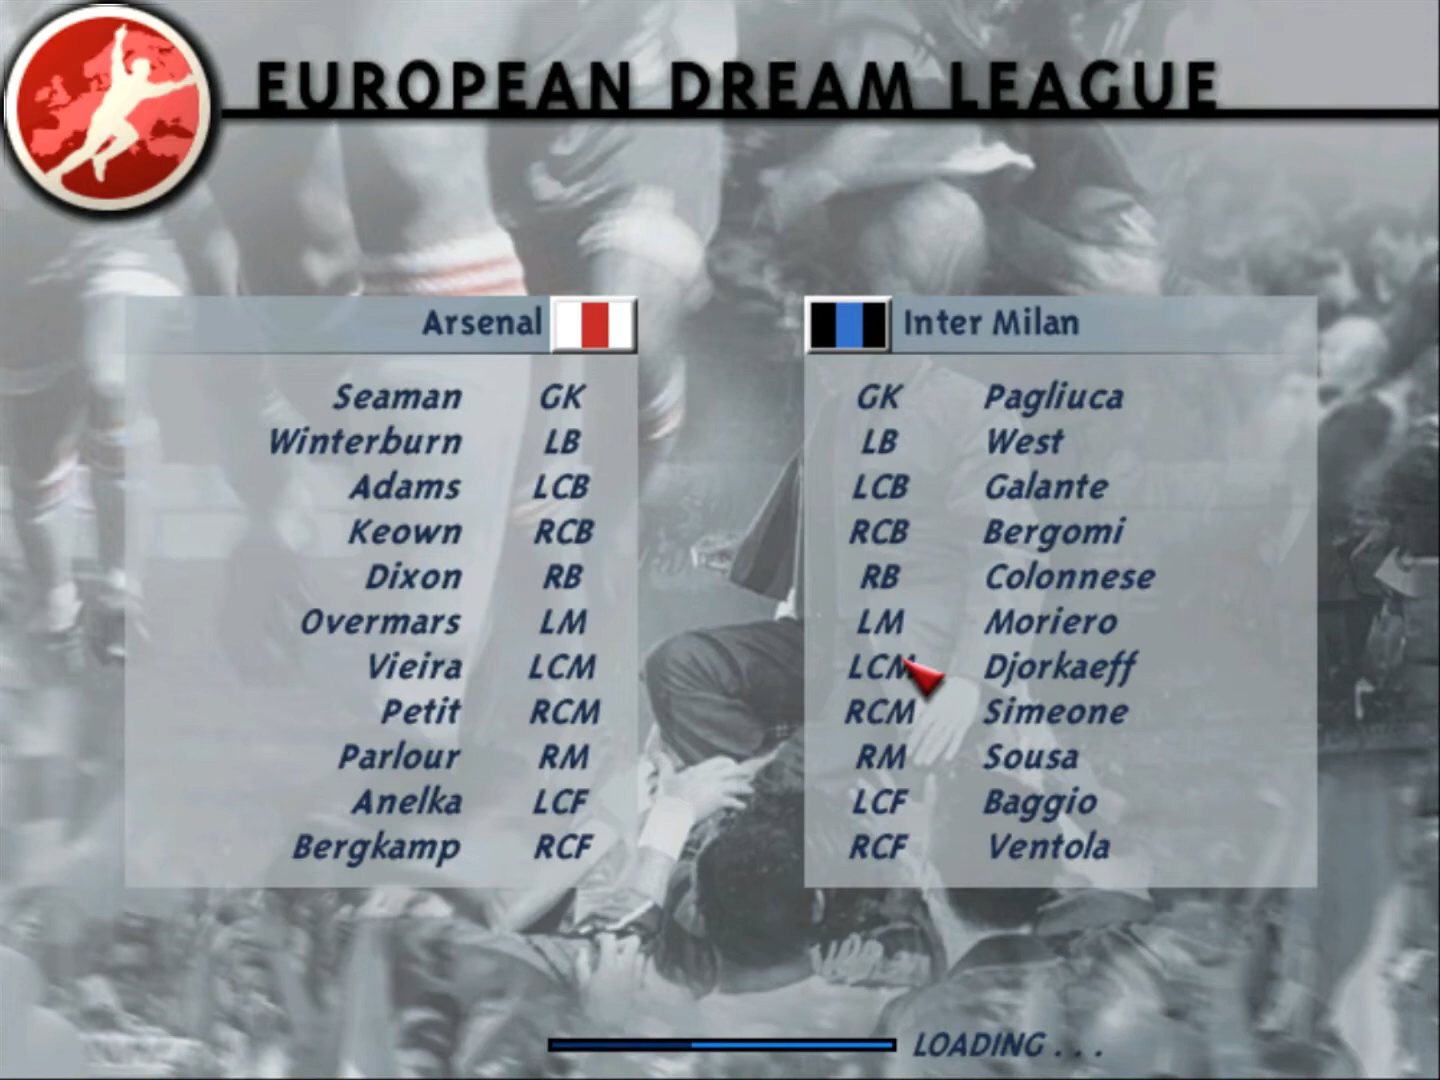 EUROPEAN DREAM LEAGUE
Arsenal
Seaman GK
Winterburn LB
Adams LCB
Keown RCB
Dixon RB
Overmars LM
Vieira LCM
Petit RCM
Parlour RM
Anelka LCF
Bergkamp RCF
Inter Milan
GK Pagliuca
LB West
LCB Galante
RCB Bergomi
RB Colonnese
LM Moriero
LCM Djorkaeff
RCM Simeone
RM Sousa
LCF Baggio
RCF Ventola
LOADING . . .